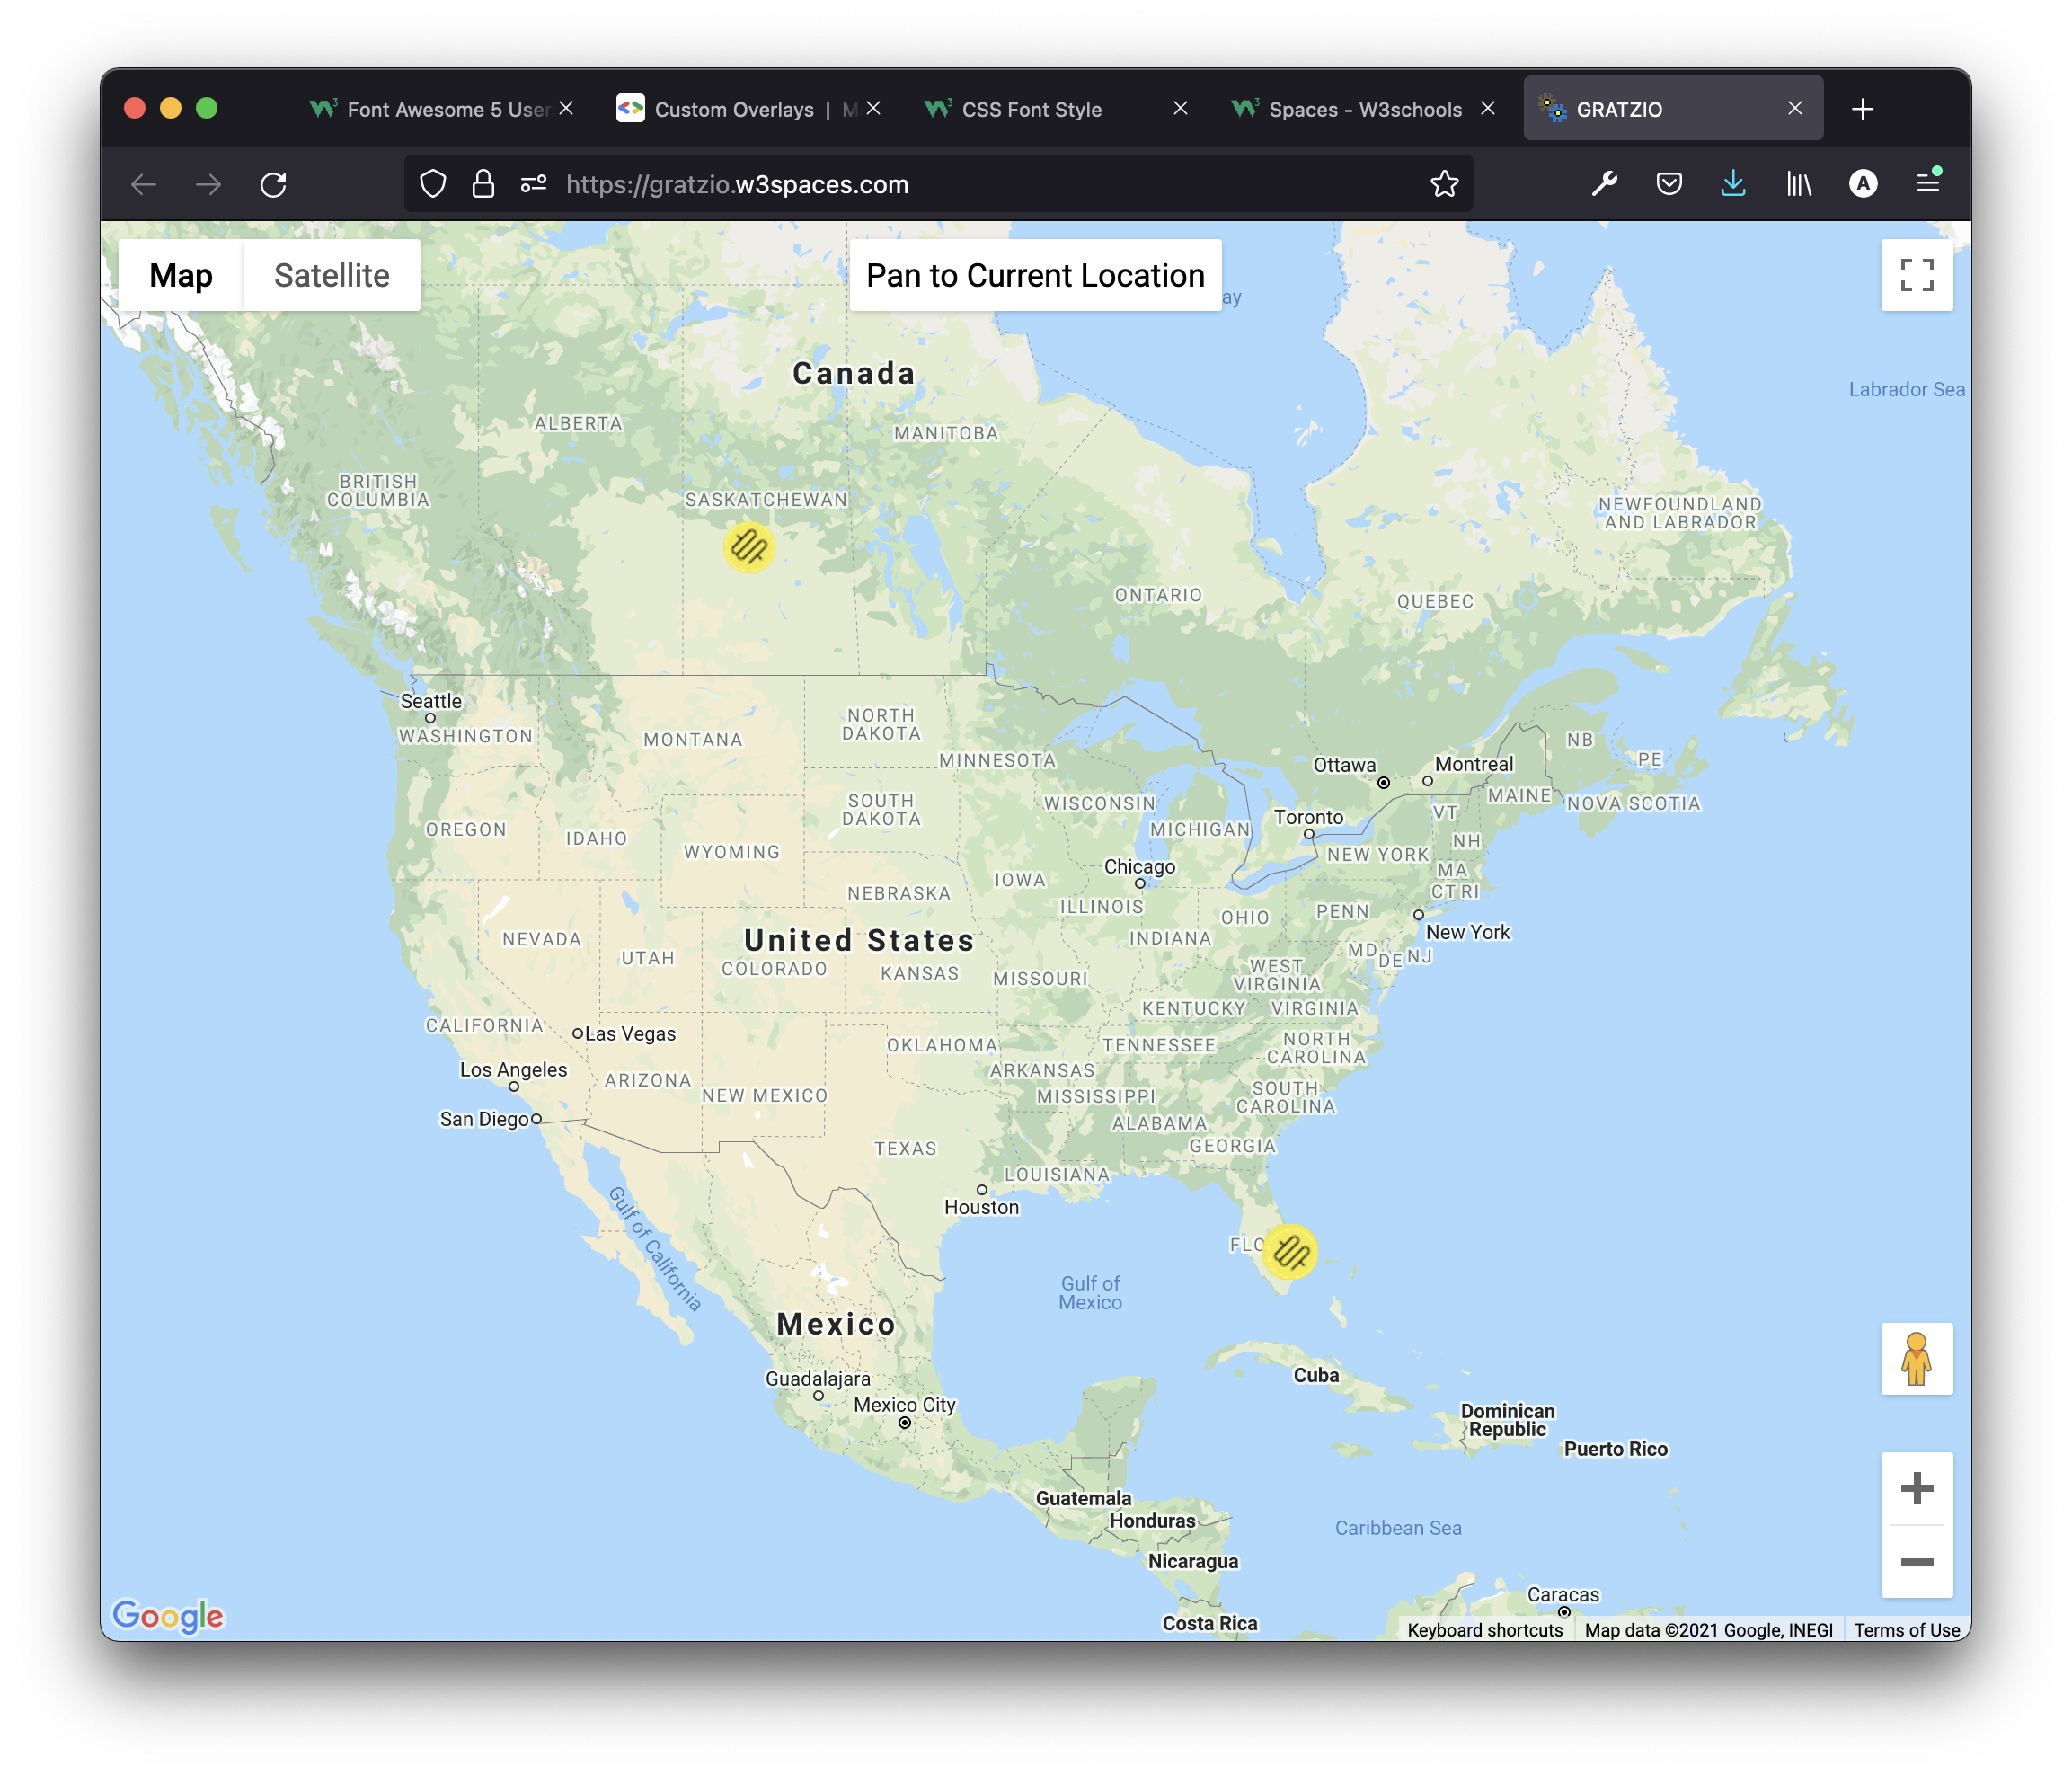 Font Awesome 5 User
Custom Overlays | M
CSS Font Style
Spaces - W3schools
GRATZIO
https://gratzio.w3spaces.com
A
Map
Satellite
Pan to Current Location
ay
Labrador Sea
Canada
ALBERTA
MANITOBA
BRITISH
COLUMBIA
SASKATCHEWAN
NEWFOUNDLAND
AND LABRADOR
ONTARIO
QUEBEC
Seattle
WASHINGTON
MONTANA
NORTH
DAKOTA
MINNESOTA
Ottawa
Montreal
NB
PE
OREGON
IDAHO
WYOMING
SOUTH
DAKOTA
WISCONSIN
MICHIGAN
Toronto
VT
MAINE
NOVA SCOTIA
NEW YORK
NH
MA
CT RI
Chicago
IOWA
NEBRASKA
ILLINOIS
OHIO
PENN
New York
NEVADA
UTAH
United States
COLORADO
KANSAS
MISSOURI
INDIANA
WEST
VIRGINIA
MD
DE
NJ
KENTUCKY
VIRGINIA
CALIFORNIA
Las Vegas
OKLAHOMA
TENNESSEE
NORTH
CAROLINA
Los Angeles
ARIZONA
NEW MEXICO
ARKANSAS
MISSISSIPPI
SOUTH
CAROLINA
San Diego
TEXAS
ALABAMA
GEORGIA
LOUISIANA
Houston
Gulf of California
FLO
Gulf of
Mexico
Mexico
Guadalajara
Mexico City
Cuba
Dominican
Republic
Puerto Rico
Guatemala
Honduras
Caribbean Sea
Nicaragua
Caracas
Costa Rica
Google
Keyboard shortcuts
Map data ©2021 Google, INEGI
Terms of Use